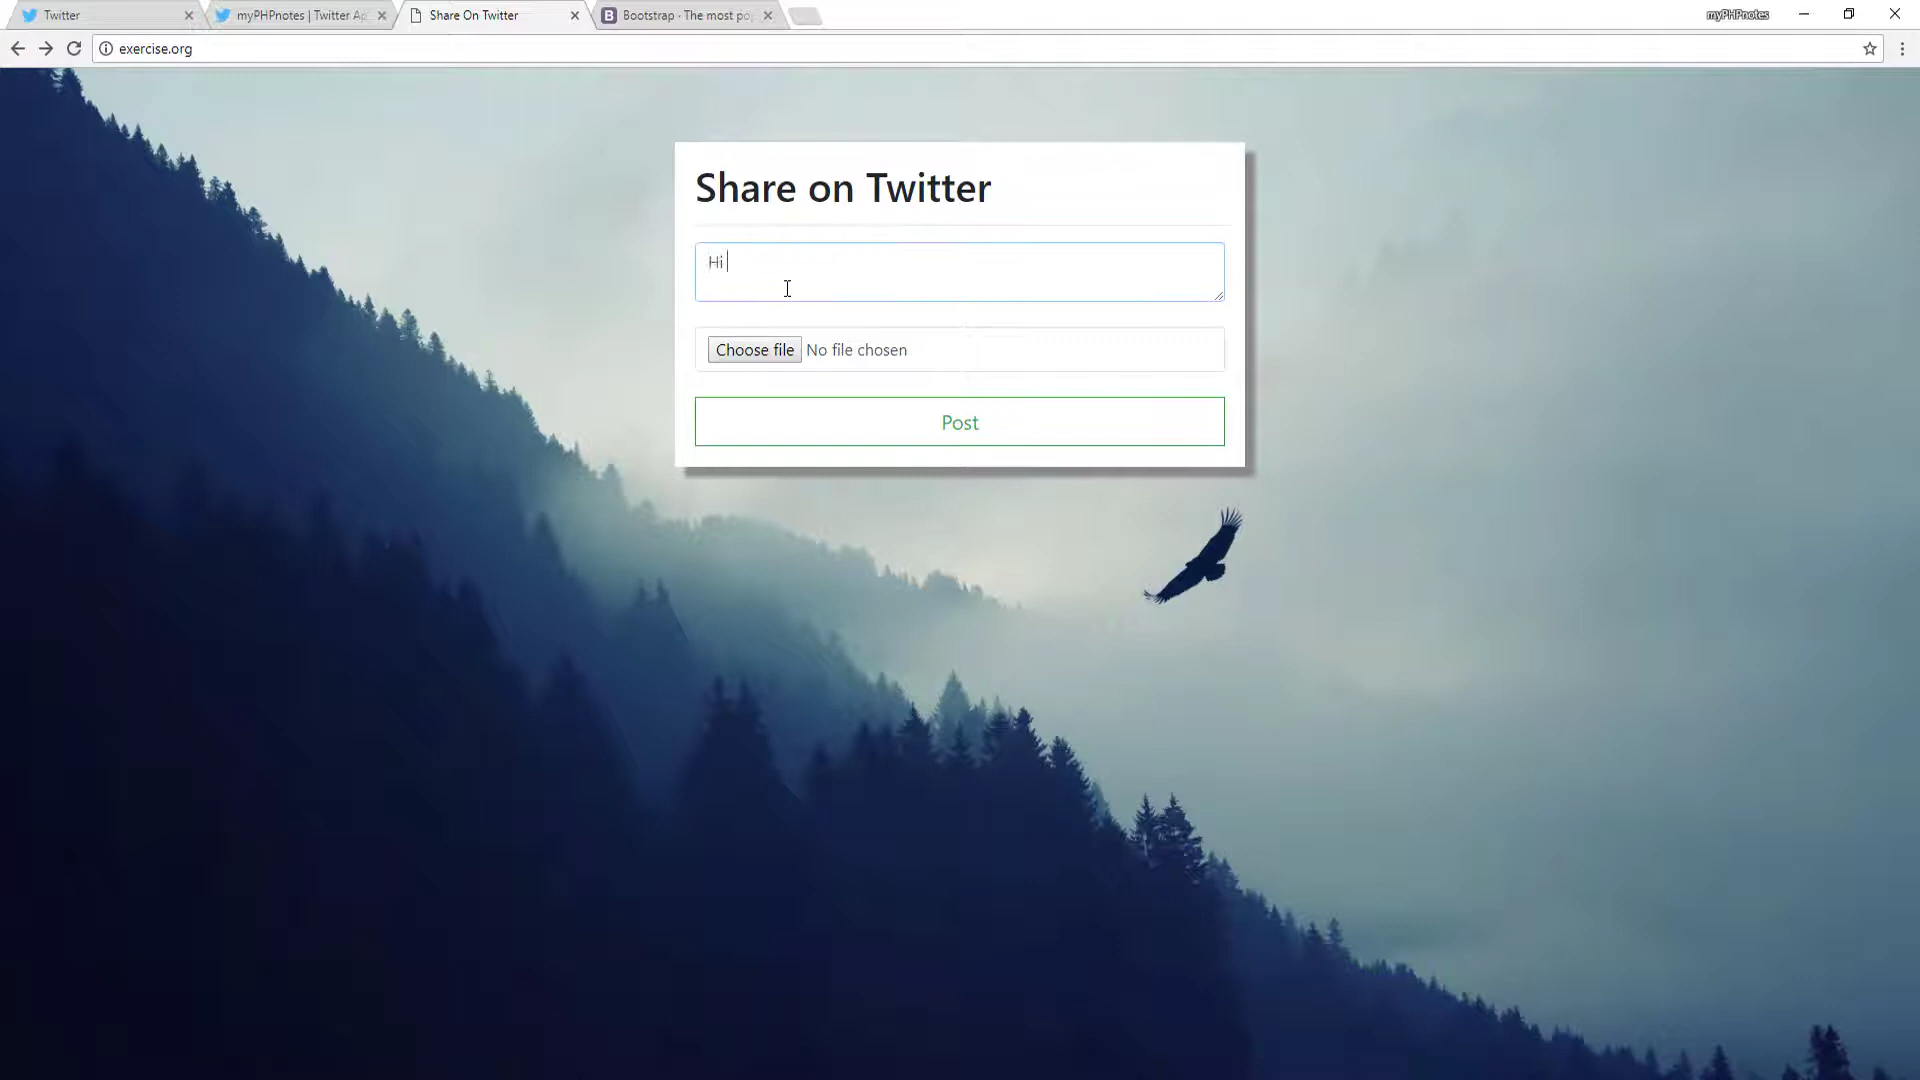 Twitter
myPHPnotes | Twitter Ap
Share On Twitter
Bootstrap · The most po
myPHPnotes
exercise.org
Share on Twitter
Hi
Choose file No file chosen
Post